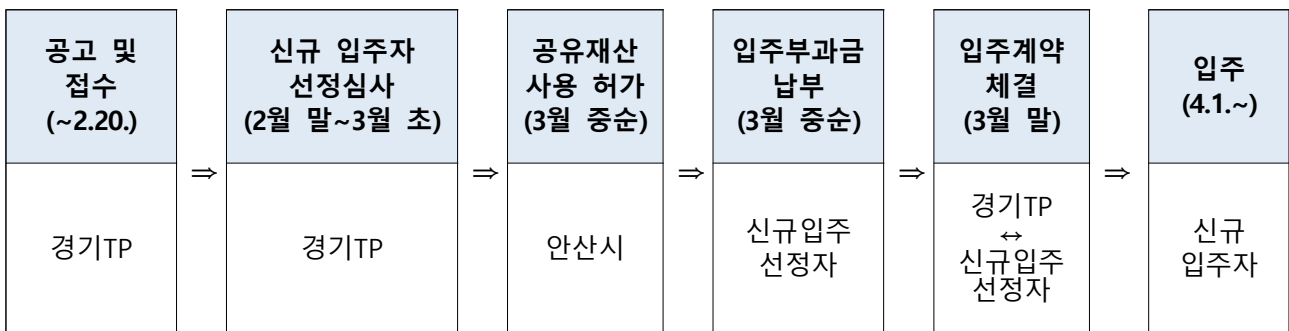 공고 및
접수
(~2.20.)
경기TP
⇒
신규 입주자
선정심사
(2월 말~3월 초)
경기TP
⇒
공유재산
사용 허가
(3월 중순)
안산시
⇒
입주부과금
납부
(3월 중순)
신규입주
선정자
⇒
입주계약
체결
(3월 말)
경기TP
↔
신규입주
선정자
⇒
입주
(4.1.~)
신규
입주자